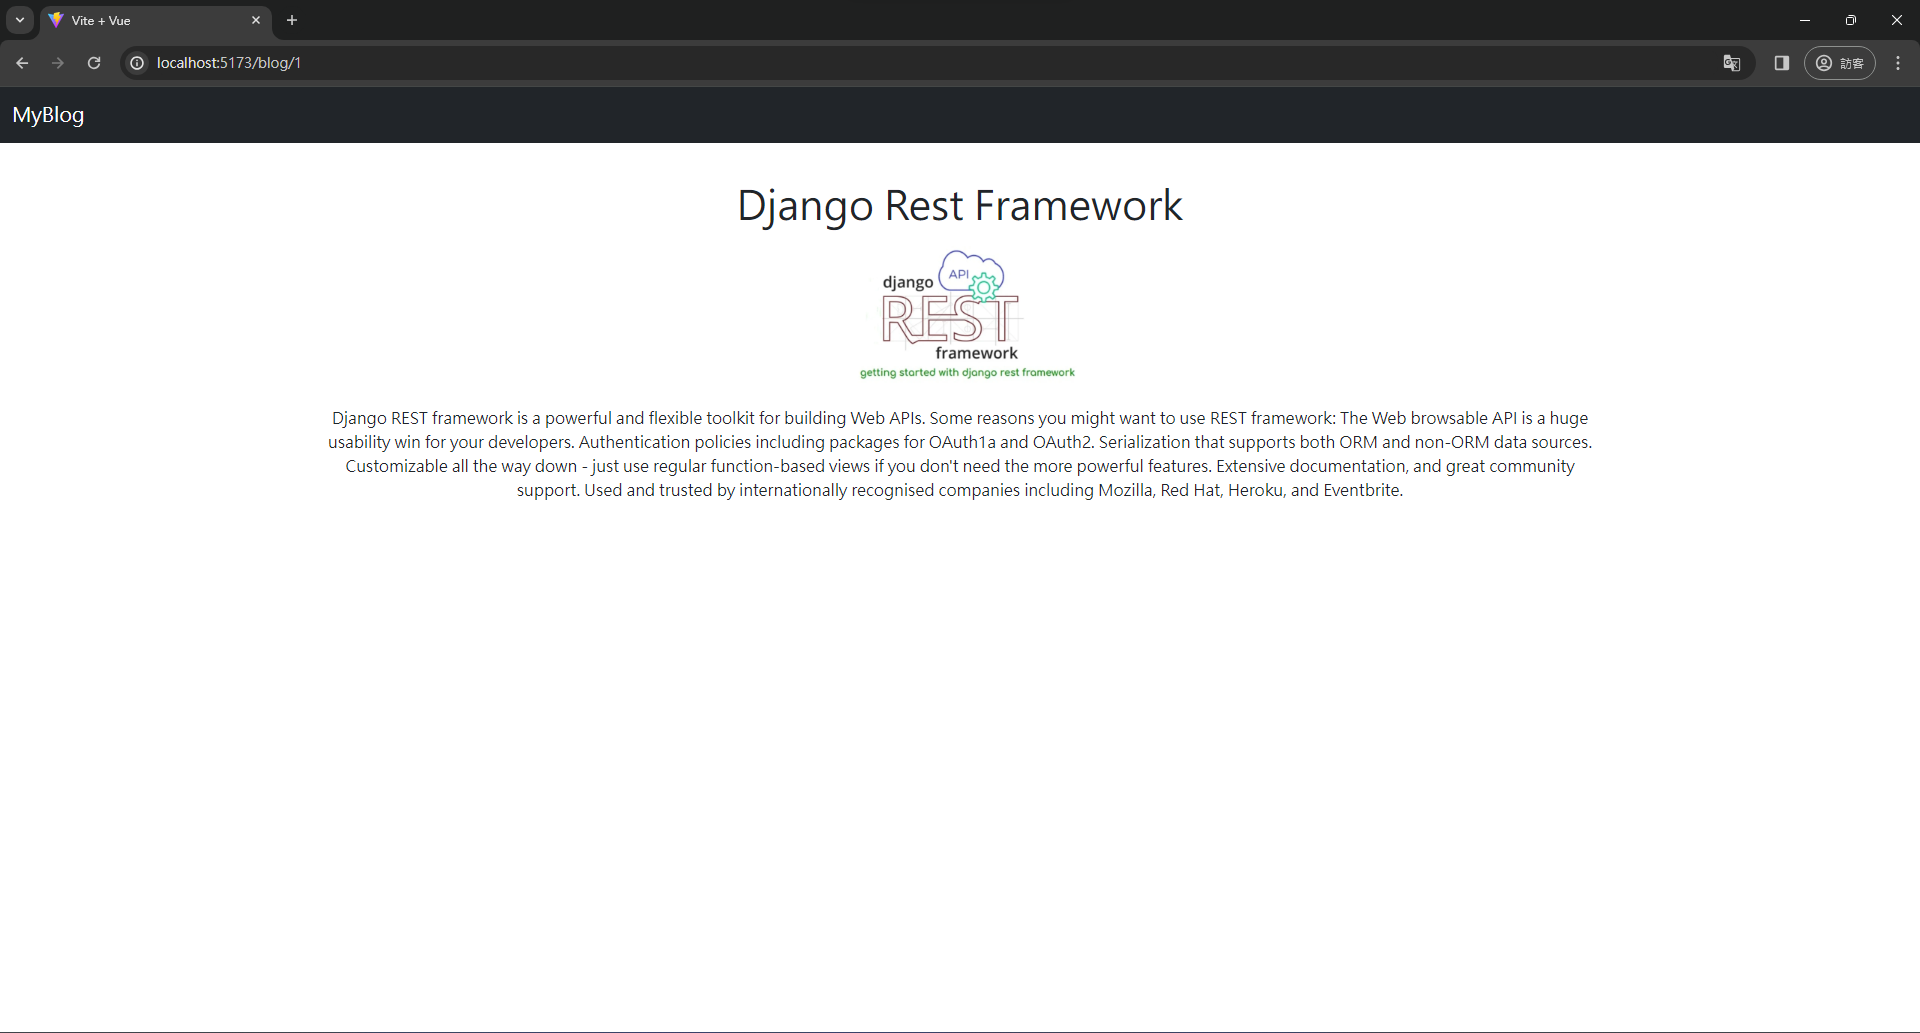 Vite + Vue
localhost:5173/blog/1
訪客
MyBlog
Django Rest Framework
API
django
REST
framework
getting started with django rest framework
Django REST framework is a powerful and flexible toolkit for building Web APIs. Some reasons you might want to use REST framework: The Web browsable API is a huge
usability win for your developers. Authentication policies including packages for OAuth1a and OAuth2. Serialization that supports both ORM and non-ORM data sources.
Customizable all the way down - just use regular function-based views if you don't need the more powerful features. Extensive documentation, and great community
support. Used and trusted by internationally recognised companies including Mozilla, Red Hat, Heroku, and Eventbrite.